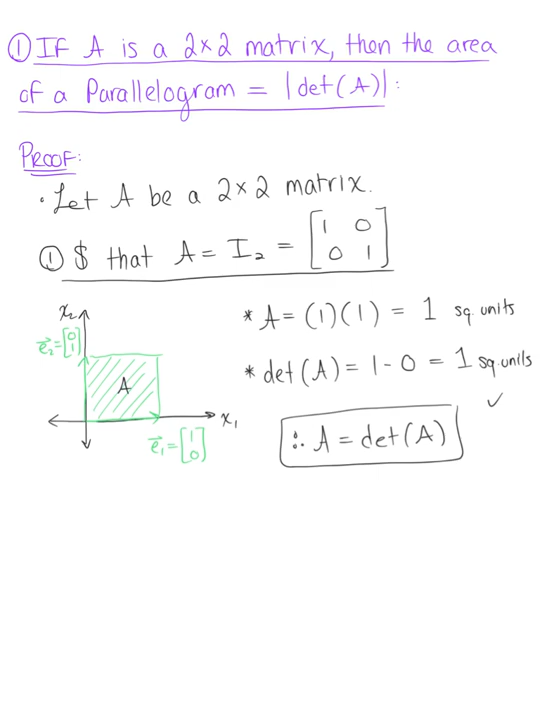 ① If A is a 2×2 matrix, then the area
of a Parallelogram = |det(A)|:
PROOF:
• Let A be a 2×2 matrix.
① $ that A = I₂ = [1 0; 0 1]
x₂
e⃗₂ = [0; 1]
A
x₁
e⃗₁ = [1; 0]
* A = (1)(1) = 1 sq. units
* det(A) = 1 - 0 = 1 sq. units
✓
∴ A = det(A)